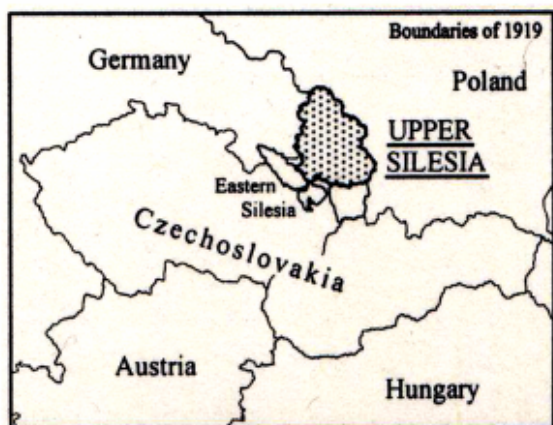 Boundaries of 1919
Germany
Poland
UPPER
SILESIA
Eastern
Silesia
Czechoslovakia
Austria
Hungary